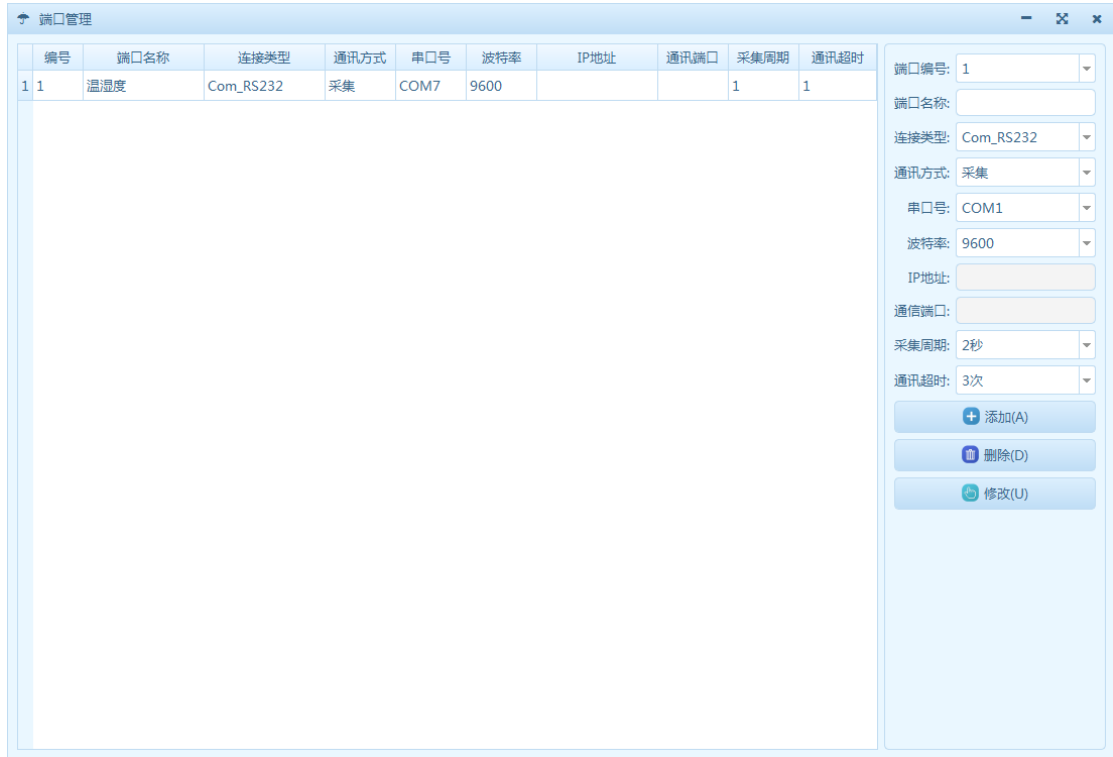 端口管理
编号 端口名称 连接类型 通讯方式 串口号 波特率 IP地址 通讯端口 采集周期 通讯超时
1 1 温湿度 Com_RS232 采集 COM7 9600 1 1
端口编号: 1
端口名称:
连接类型: Com_RS232
通讯方式: 采集
串口号: COM1
波特率: 9600
IP地址:
通信端口:
采集周期: 2秒
通讯超时: 3次
添加(A)
删除(D)
修改(U)